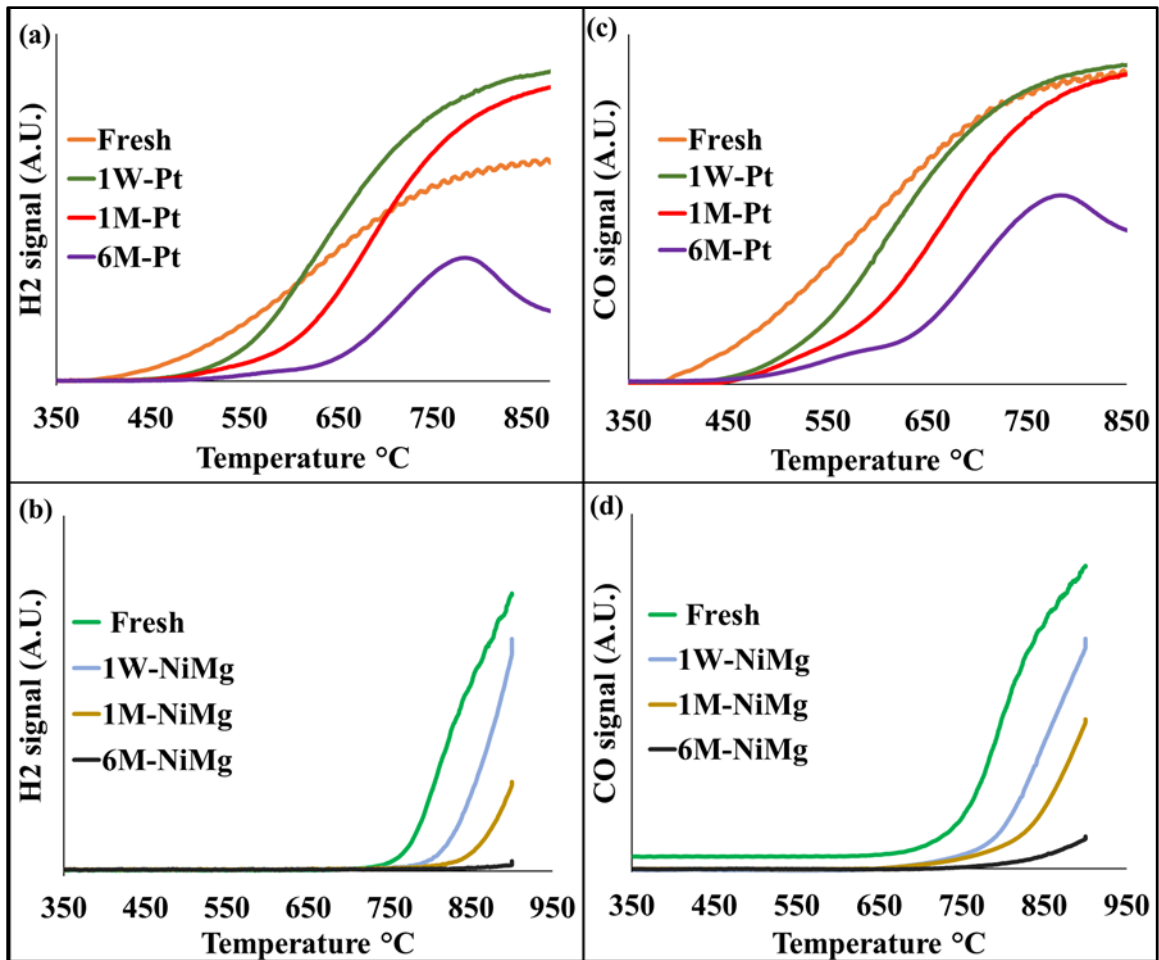 (a)
H2 signal (A.U.)
Fresh
1W-Pt
1M-Pt
6M-Pt
350 450 550 650 750 850
Temperature °C
(c)
CO signal (A.U.)
Fresh
1W-Pt
1M-Pt
6M-Pt
350 450 550 650 750 850
Temperature °C
(b)
H2 signal (A.U.)
Fresh
1W-NiMg
1M-NiMg
6M-NiMg
350 450 550 650 750 850 950
Temperature °C
(d)
CO signal (A.U.)
Fresh
1W-NiMg
1M-NiMg
6M-NiMg
350 450 550 650 750 850 950
Temperature °C